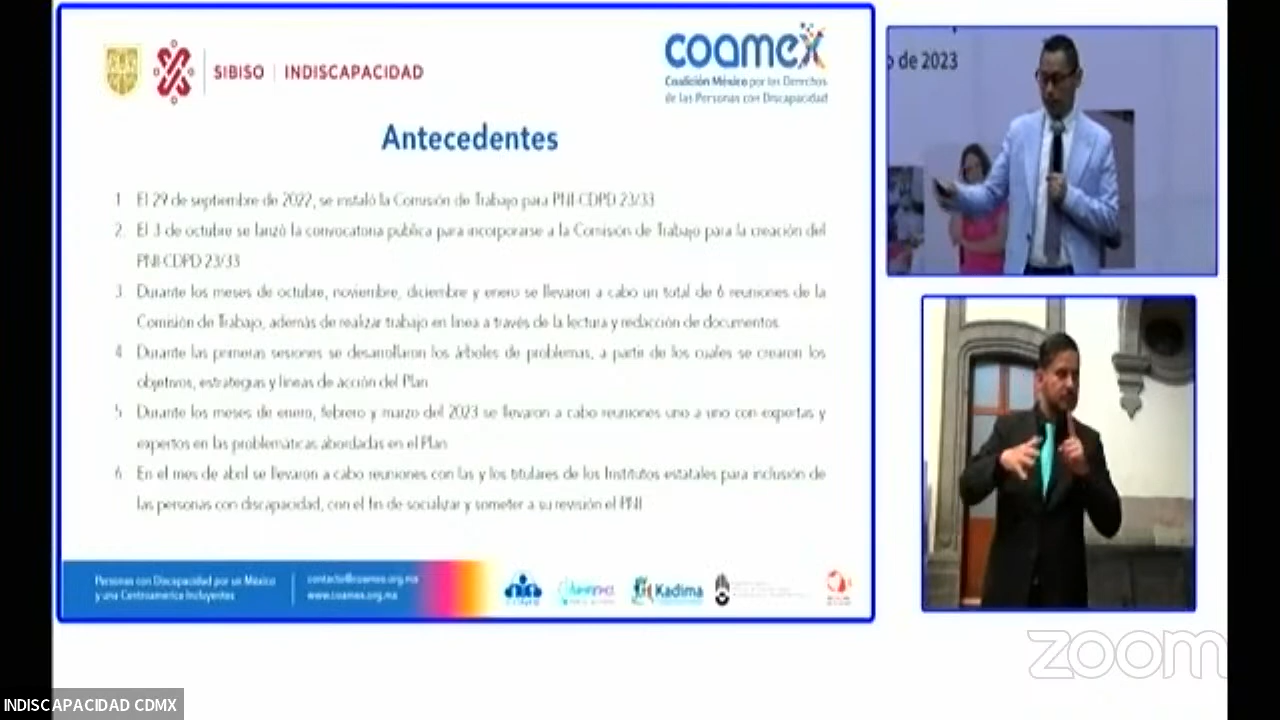 SIBISO | INDISCAPACIDAD
coamex
Coalición México por los Derechos
de las Personas con Discapacidad
Antecedentes
1 El 29 de septiembre de 2022, se instaló la Comisión de Trabajo para PNI-CDPD 23/33
2 El 3 de octubre se lanzó la convocatoria publica para incorporarse a la Comisión de Trabajo para la creación del
PNI CDPD 23/33
3 Durante los meses de octubre, noviembre, diciembre y enero se llevaron a cabo un total de 6 reuniones de la
Comisión de Trabajo, además de realizar trabajo en línea a través de la lectura y redacción de documentos
4 Durante las primeras sesiones se desarrollaron los árboles de problemas, a partir de los cuales se crearon los
objetivos, estrategias y líneas de acción del Plan
5 Durante los meses de enero, febrero y marzo del 2023 se llevaron a cabo reuniones uno a uno con expertas y
expertos en las problemáticas abordadas en el Plan
6 En el mes de abril se llevaron a cabo reuniones con las y los titulares de los Institutos estatales para inclusión de
las personas con discapacidad, con el fin de socializar y someter a su revisión el PNI
Personas con Discapacidad por un México
y una Centroamerica Incluyentes
contacto@coamex.org.mx
www.coamex.org.mx
Kadima
o de 2023
zoom
INDISCAPACIDAD CDMX